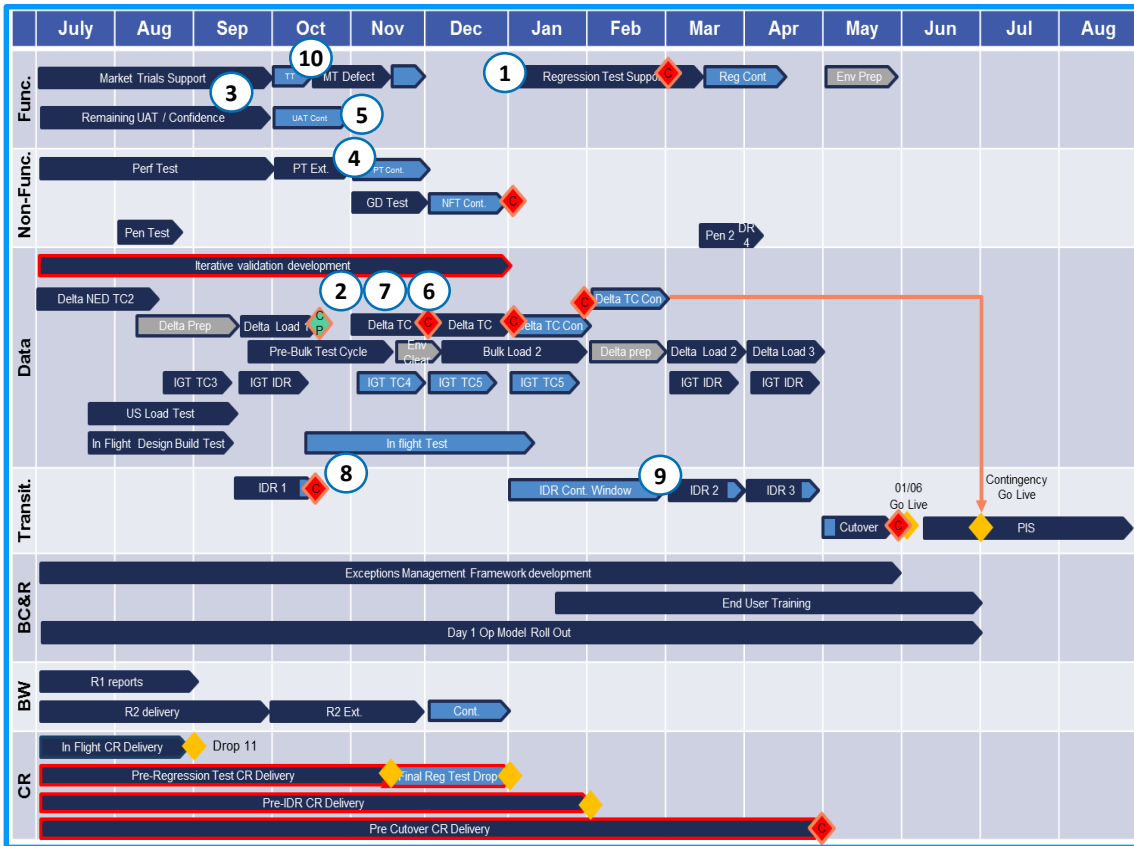 July Aug Sep Oct Nov Dec Jan Feb Mar Apr May Jun Jul Aug
Func.
10
1
Market Trials Support TT MT Defect Regression Test Suppo C Reg Cont Env Prep
3
Remaining UAT / Confidence UAT Cont 5
Non-Func.
4
Perf Test PT Ext. PT Cont.
GD Test NFT Cont. C
Pen Test Pen 2 DR 4
Data
Iterative validation development
2 7 6
Delta NED TC2 C Delta TC Con
Delta Prep Delta Load 1 C P Delta TC C Delta TC C Delta TC Con
Pre-Bulk Test Cycle Env Clear Bulk Load 2 Delta prep Delta Load 2 Delta Load 3
IGT TC3 IGT IDR IGT TC4 IGT TC5 IGT TC5 IGT IDR IGT IDR
US Load Test
In Flight Design Build Test In flight Test
Transit.
8 9
IDR 1 C IDR Cont. Window IDR 2 IDR 3
01/06
Go Live
Contingency
Go Live
Cutover C PIS
BC&R
Exceptions Management Framework development
End User Training
Day 1 Op Model Roll Out
BW
R1 reports
R2 delivery R2 Ext. Cont.
CR
In Flight CR Delivery Drop 11
Pre-Regression Test CR Delivery Final Reg Test Drop
Pre-IDR CR Delivery
Pre Cutover CR Delivery C